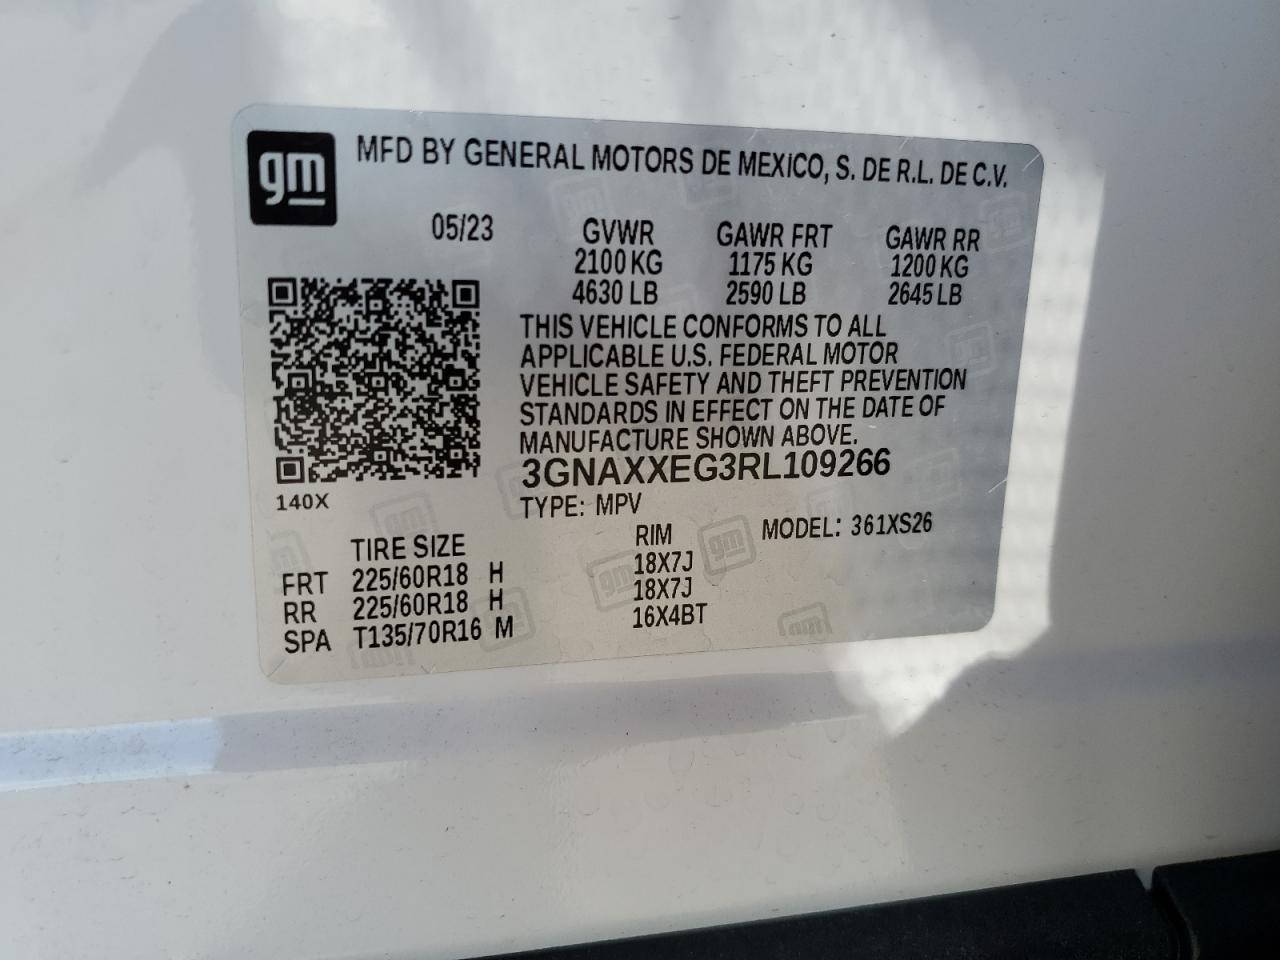 gm MFD BY GENERAL MOTORS DE MEXICO, S. DE R.L. DE C.V.
05/23 GVWR GAWR FRT GAWR RR
2100 KG 1175 KG 1200 KG
4630 LB 2590 LB 2645 LB
THIS VEHICLE CONFORMS TO ALL
APPLICABLE U.S. FEDERAL MOTOR
VEHICLE SAFETY AND THEFT PREVENTION
STANDARDS IN EFFECT ON THE DATE OF
MANUFACTURE SHOWN ABOVE.
3GNAXXEG3RL109266
140X
TYPE: MPV
MODEL: 361XS26
TIRE SIZE RIM
FRT 225/60R18 H 18X7J
RR 225/60R18 H 18X7J
SPA T135/70R16 M 16X4BT